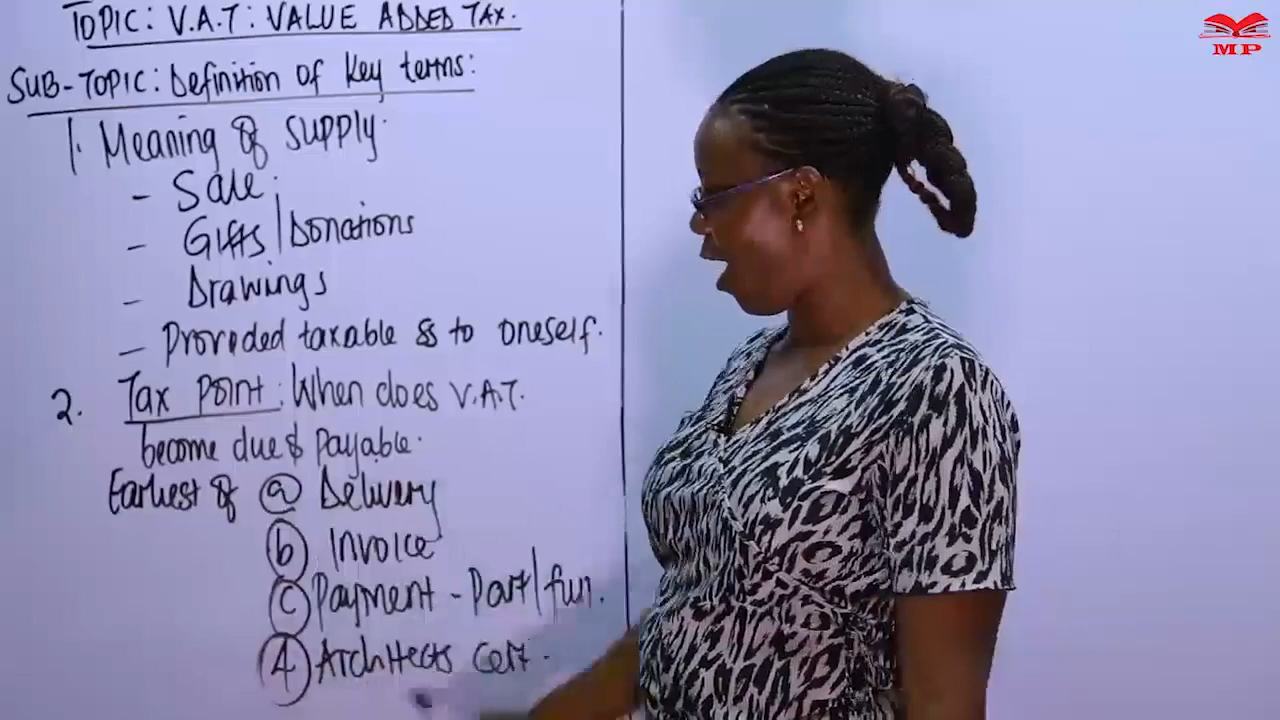 TOPIC: V.A.T: VALUE ADDED TAX.
SUB-TOPIC: Definition of key terms:
1. Meaning of supply.
- Sale.
- Gifts/Donations
- Drawings
- Provided taxable ss to oneself.
2. Tax point: When does V.A.T.
become due & payable.
Earliest of (a) Delivery
(b) Invoice
(c) Payment - Part/full.
(4) Architects cert.
MP